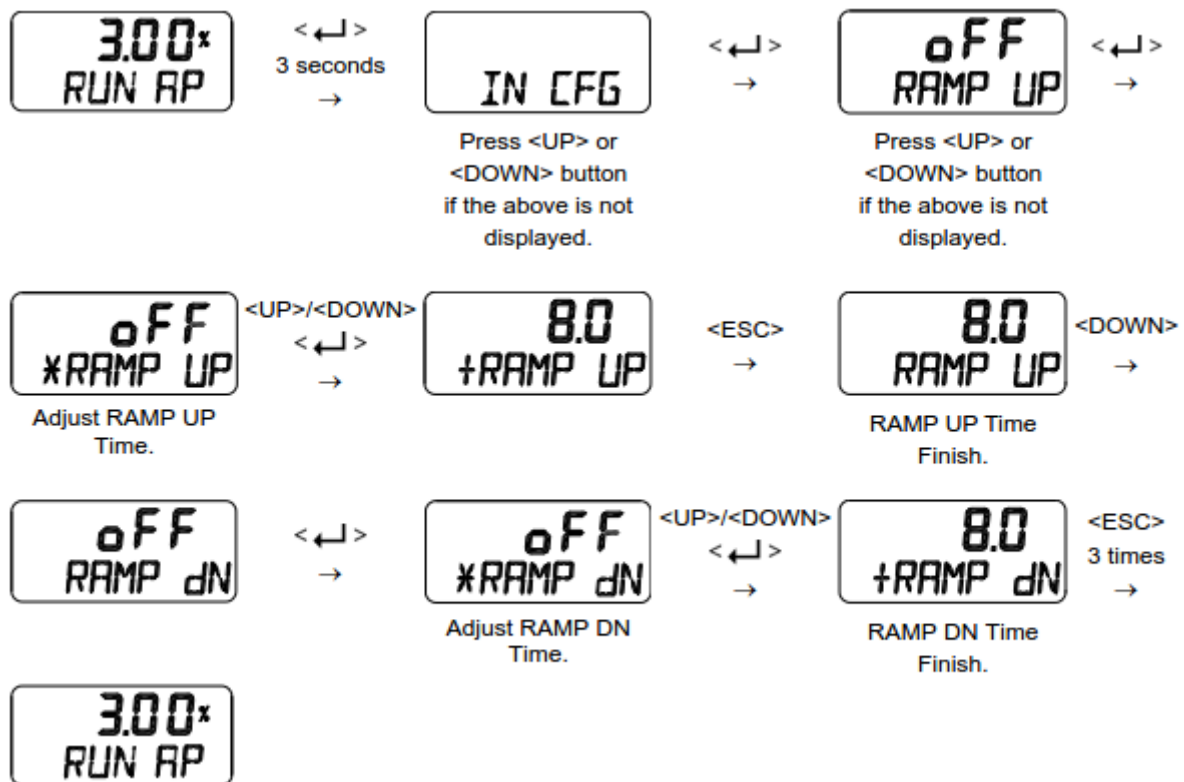 3.00%
RUN AP
< ↵ >
3 seconds
→
IN CFG
Press <UP> or
<DOWN> button
if the above is not
displayed.
< ↵ >
→
oFF
RAMP UP
Press <UP> or
<DOWN> button
if the above is not
displayed.
< ↵ >
→
oFF
*RAMP UP
Adjust RAMP UP
Time.
<UP>/<DOWN>
< ↵ >
→
8.0
+RAMP UP
<ESC>
→
8.0
RAMP UP
RAMP UP Time
Finish.
<DOWN>
→
oFF
RAMP dN
< ↵ >
→
oFF
*RAMP dN
Adjust RAMP DN
Time.
<UP>/<DOWN>
< ↵ >
→
8.0
+RAMP dN
RAMP DN Time
Finish.
<ESC>
3 times
→
3.00%
RUN AP